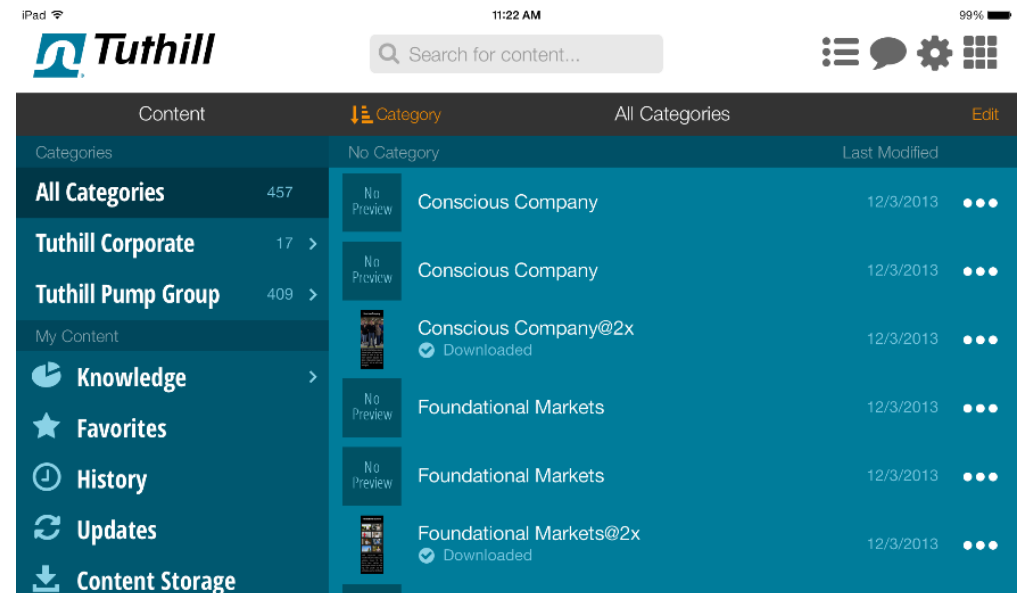 iPad
11:22 AM
99%
Tuthill
Search for content...
Content
Category
All Categories
Edit
Categories
All Categories 457
Tuthill Corporate 17
Tuthill Pump Group 409
My Content
Knowledge
Favorites
History
Updates
Content Storage
No Category
Last Modified
No
Preview
Conscious Company
12/3/2013
No
Preview
Conscious Company
12/3/2013
Conscious Company@2x
Downloaded
12/3/2013
No
Preview
Foundational Markets
12/3/2013
No
Preview
Foundational Markets
12/3/2013
Foundational Markets@2x
Downloaded
12/3/2013